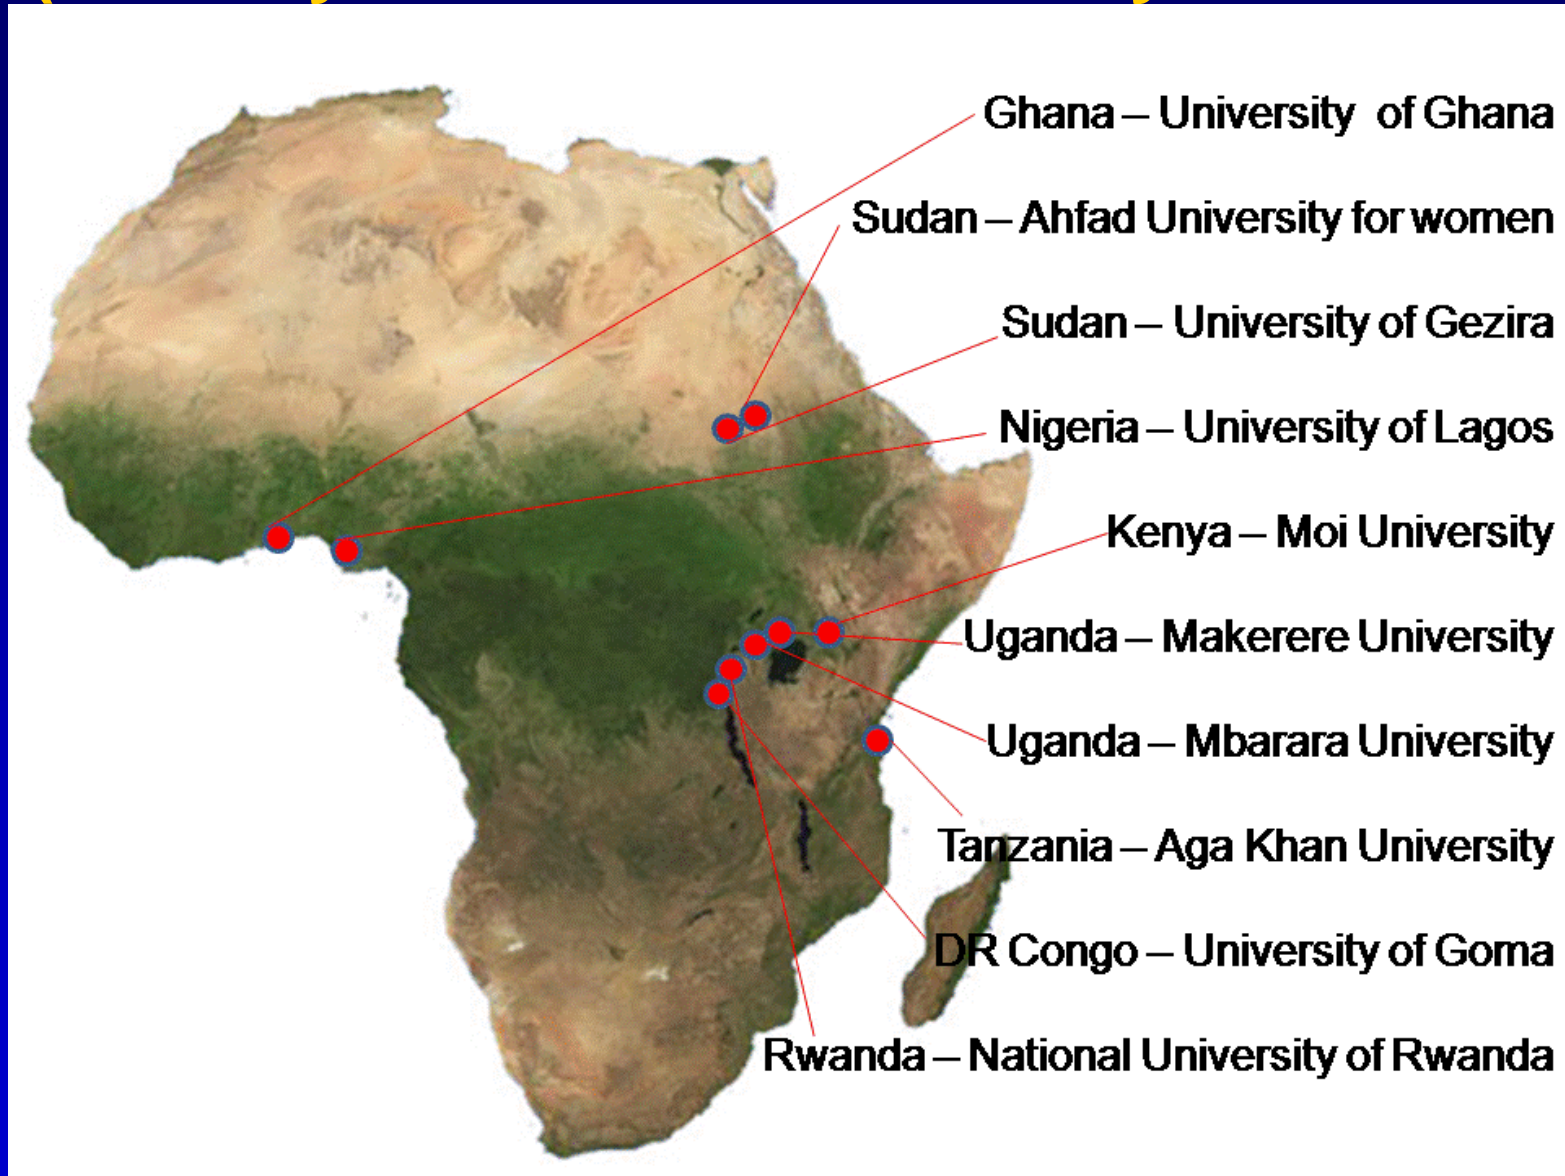 Ghana – University of Ghana
Sudan – Ahfad University for women
Sudan – University of Gezira
Nigeria – University of Lagos
Kenya – Moi University
Uganda – Makerere University
Uganda – Mbarara University
Tanzania – Aga Khan University
DR Congo – University of Goma
Rwanda – National University of Rwanda